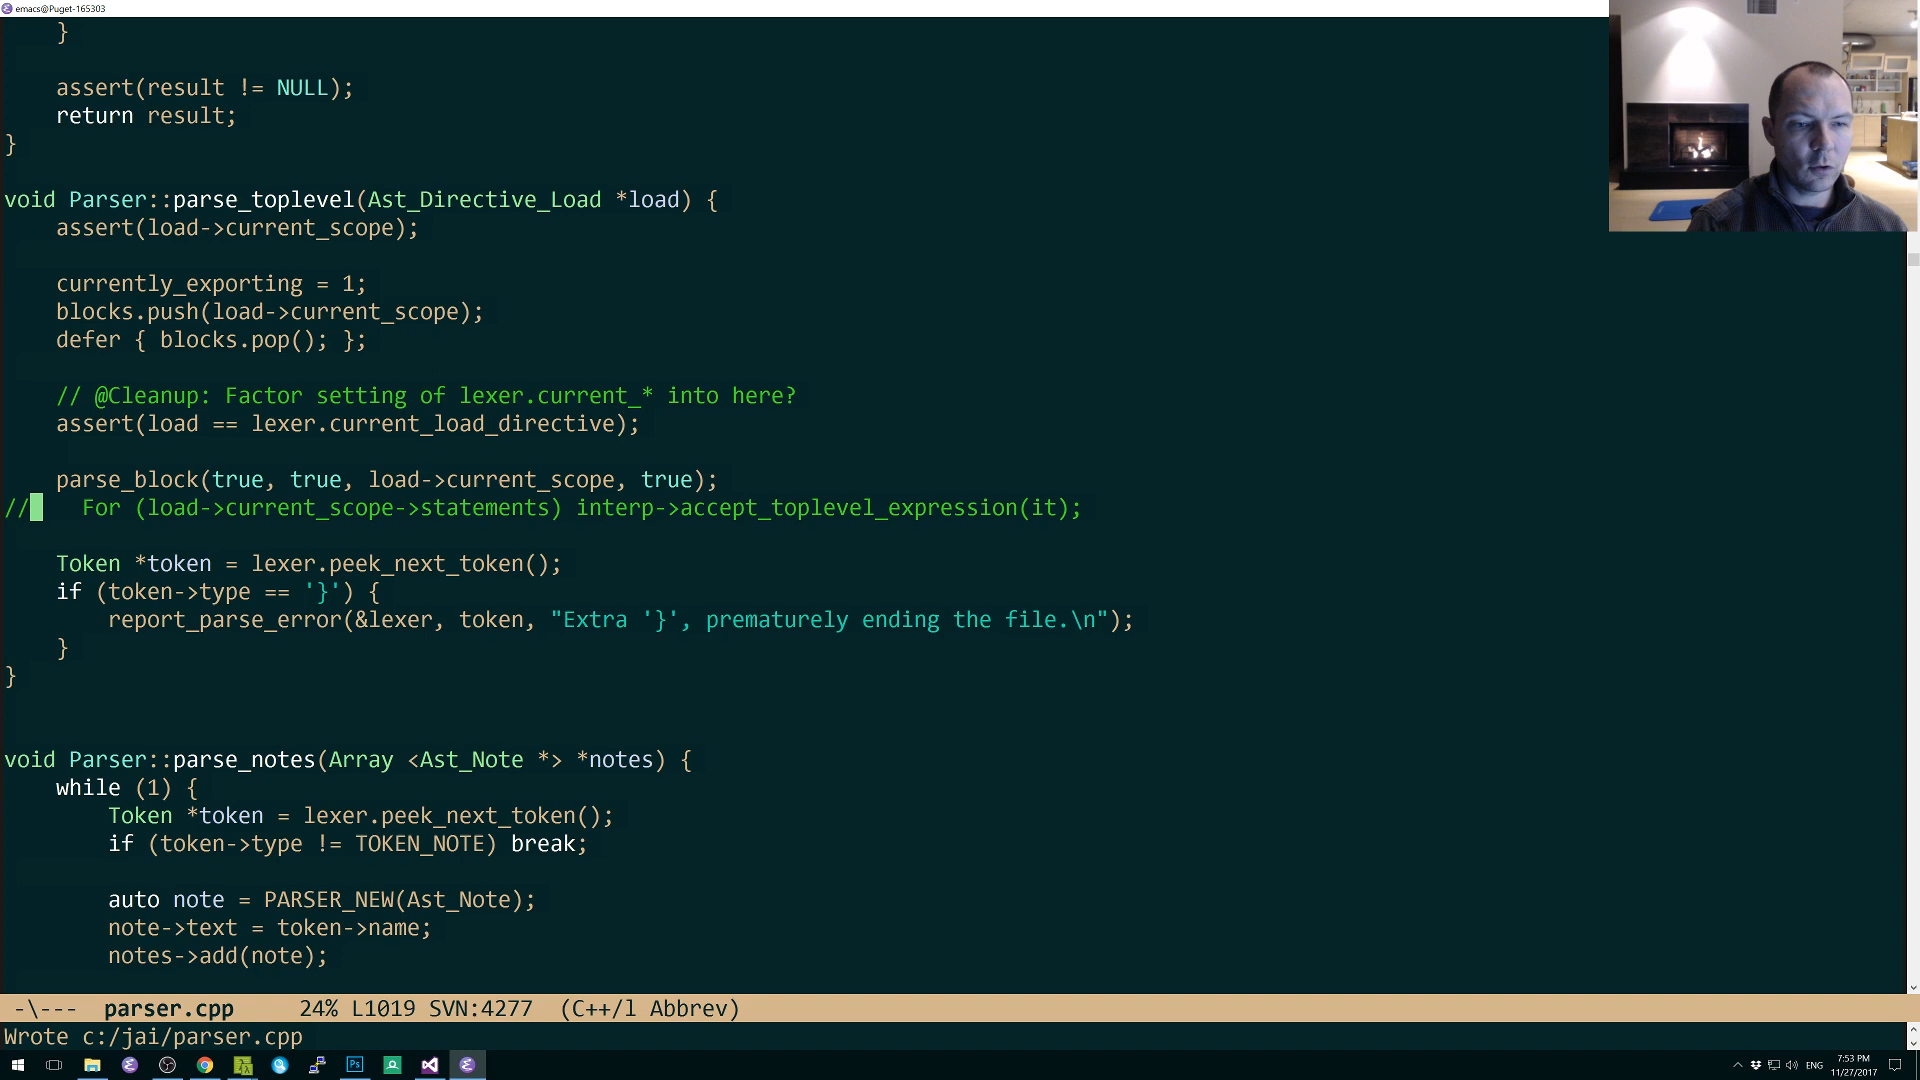 emacs@Puget-165303
}
assert(result != NULL);
return result;
}
void Parser::parse_toplevel(Ast_Directive_Load *load) {
assert(load->current_scope);
currently_exporting = 1;
blocks.push(load->current_scope);
defer { blocks.pop(); };
// @Cleanup: Factor setting of lexer.current_* into here?
assert(load == lexer.current_load_directive);
parse_block(true, true, load->current_scope, true);
// For (load->current_scope->statements) interp->accept_toplevel_expression(it);
Token *token = lexer.peek_next_token();
if (token->type == '}') {
report_parse_error(&lexer, token, "Extra '}', prematurely ending the file.\n");
}
}
void Parser::parse_notes(Array <Ast_Note *> *notes) {
while (1) {
Token *token = lexer.peek_next_token();
if (token->type != TOKEN_NOTE) break;
auto note = PARSER_NEW(Ast_Note);
note->text = token->name;
notes->add(note);
-\--- parser.cpp 24% L1019 SVN:4277 (C++/l Abbrev)
Wrote c:/jai/parser.cpp
Ps
ENG
7:53 PM
11/27/2017